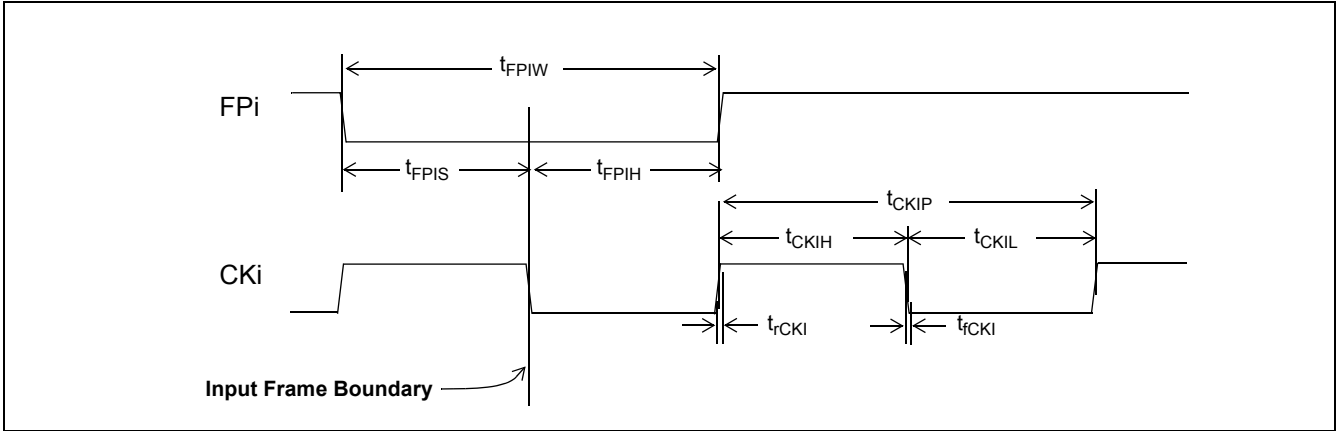 tFPIW
FPi
tFPIS
tFPIH
tCKIP
tCKIH
tCKIL
CKi
trCKI
tfCKI
Input Frame Boundary